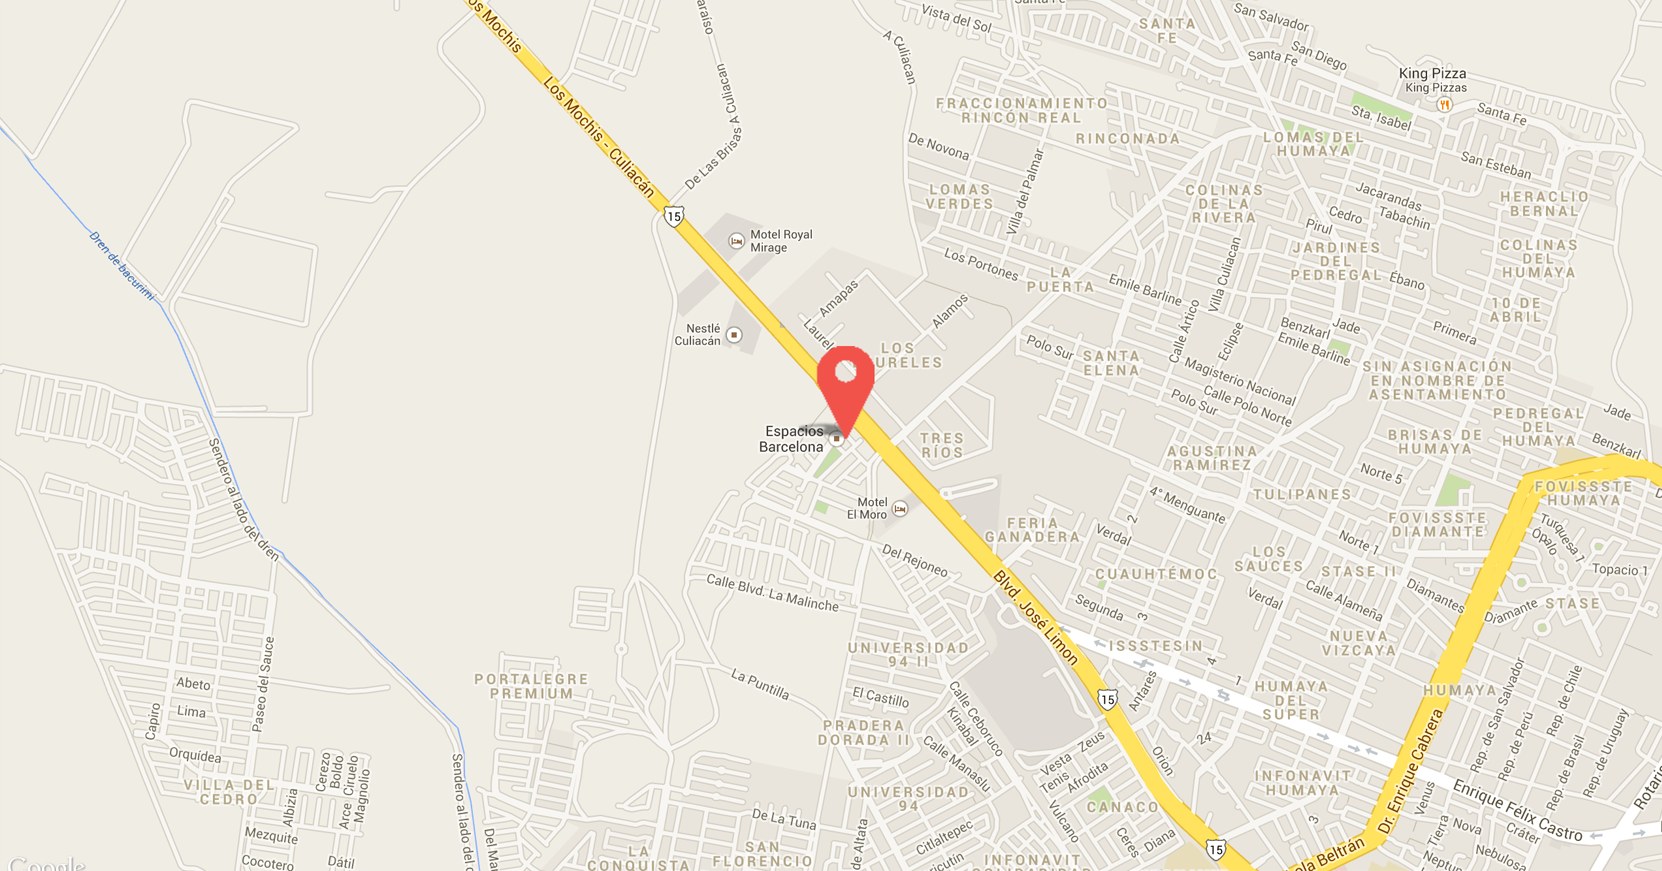 Los Mochis
Los Mochis - Culiacán
De Las Brisas A Culiacan
A Culiacan
Vista del Sol
Santa Fe
SANTA
FE
San Salvador
San Diego
Santa Fe
King Pizza
King Pizzas
Sta. Isabel
Santa Fe
FRACCIONAMIENTO
RINCÓN REAL
RINCONADA
LOMAS DEL
HUMAYA
De Novona
Villa del Palmar
San Esteban
LOMAS
VERDES
COLINAS
DE LA
RIVERA
Jacarandas
Tabachin
Cedro
Pirul
HERACLIO
BERNAL
Dren de bacurimi
15
Motel Royal
Mirage
Los Portones
LA
PUERTA
Villa Culiacan
JARDINES
DEL
PEDREGAL
COLINAS
DEL
HUMAYA
Ébano
Emile Barline
Amapas
Alamos
Calle Artico
Eclipse
Benzkarl
Jade
Emile Barline
Primera
10 DE
ABRIL
Nestlé
Culiacán
LOS
Polo Sur
SANTA
ELENA
Magisterio Nacional
Calle Polo Norte
Polo Sur
SIN ASIGNACIÓN
EN NOMBRE DE
ASENTAMIENTO
Jade
Benzkarl
PEDREGAL
DEL
HUMAYA
Espacios
Barcelona
TRES
RÍOS
AGUSTINA
RAMÍREZ
BRISAS DE
HUMAYA
Norte 5
Sendero al lado del dren
Motel
El Moro
4° Menguante
TULIPANES
FOVISSSTE
HUMAYA
FERIA
GANADERA
2
Verdal
Norte 1
FOVISSSTE
DIAMANTE
Turquesa 1
Ópalo
Del Rejoneo
LOS
SAUCES
STASE II
Topacio 1
Calle Blvd. La Malinche
Blvd. José Limon
CUAUHTÉMOC
Segunda
3
Verdal
Calle Alameña
Diamantes
Diamante
STASE
UNIVERSIDAD
94 II
ISSSTESIN
NUEVA
VIZCAYA
4
1
Paseo del Sauce
Abeto
Lima
Capiro
Orquídea
PORTALEGRE
PREMIUM
La Puntilla
El Castillo
Calle Ceboruco
Kinabal
15
Antares
HUMAYA
DEL
SUPER
HUMAYA
Rep. de San Salvador
Rep. de Perú
Rep. de Chile
Rep. de Brasil
Rep. de Uruguay
PRADERA
DORADA II
Calle Manaslu
24
Orion
Vesta
Zeus
Tenis
Afrodita
VILLA DEL
CEDRO
Cerezo
Boldo
Arce
Ciruelo
Magnolio
Albizia
Mezquite
Cocotero
Dátil
Sendero al lado del
UNIVERSIDAD
94
CANACO
INFONAVIT
HUMAYA
Dr. Enrique Cabrera
Enrique Félix Castro
Venus
Tierra
Nova
Cráter
Nebulosa
De La Tuna
SAN
FLORENCIO
LA
CONQUISTA
de Altata
Citlaltepec
Vulcano
Ceres
Diana
3
15
INFONAVIT
Google